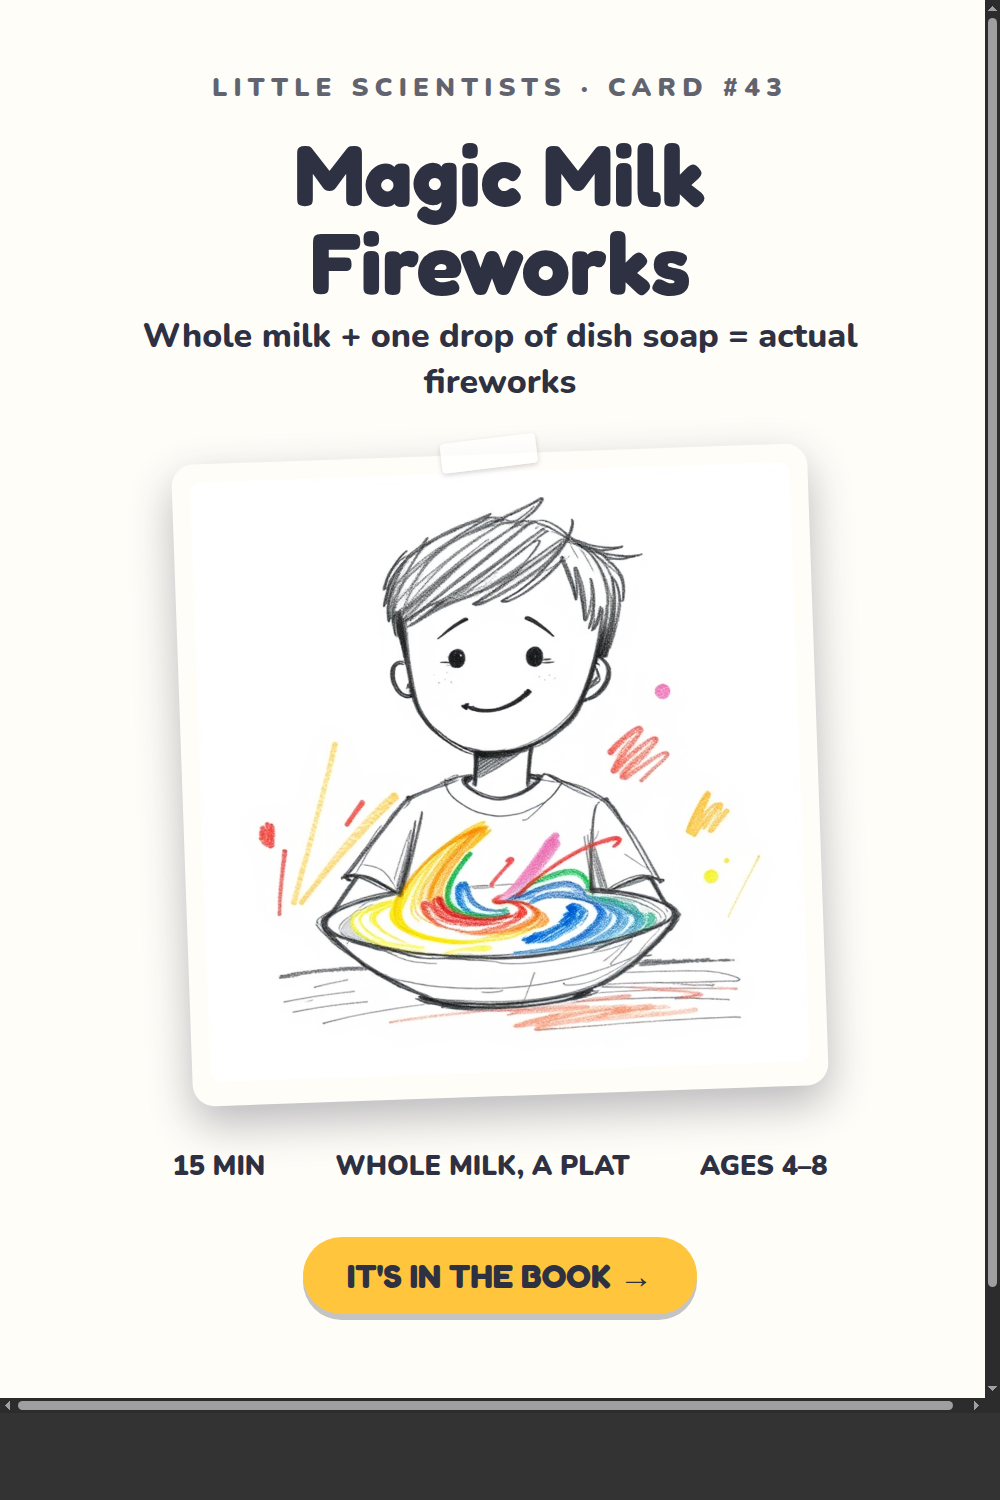 LITTLE SCIENTISTS · CARD #43
Magic Milk
Fireworks
Whole milk + one drop of dish soap = actual
fireworks
15 MIN WHOLE MILK, A PLAT AGES 4–8
IT'S IN THE BOOK →